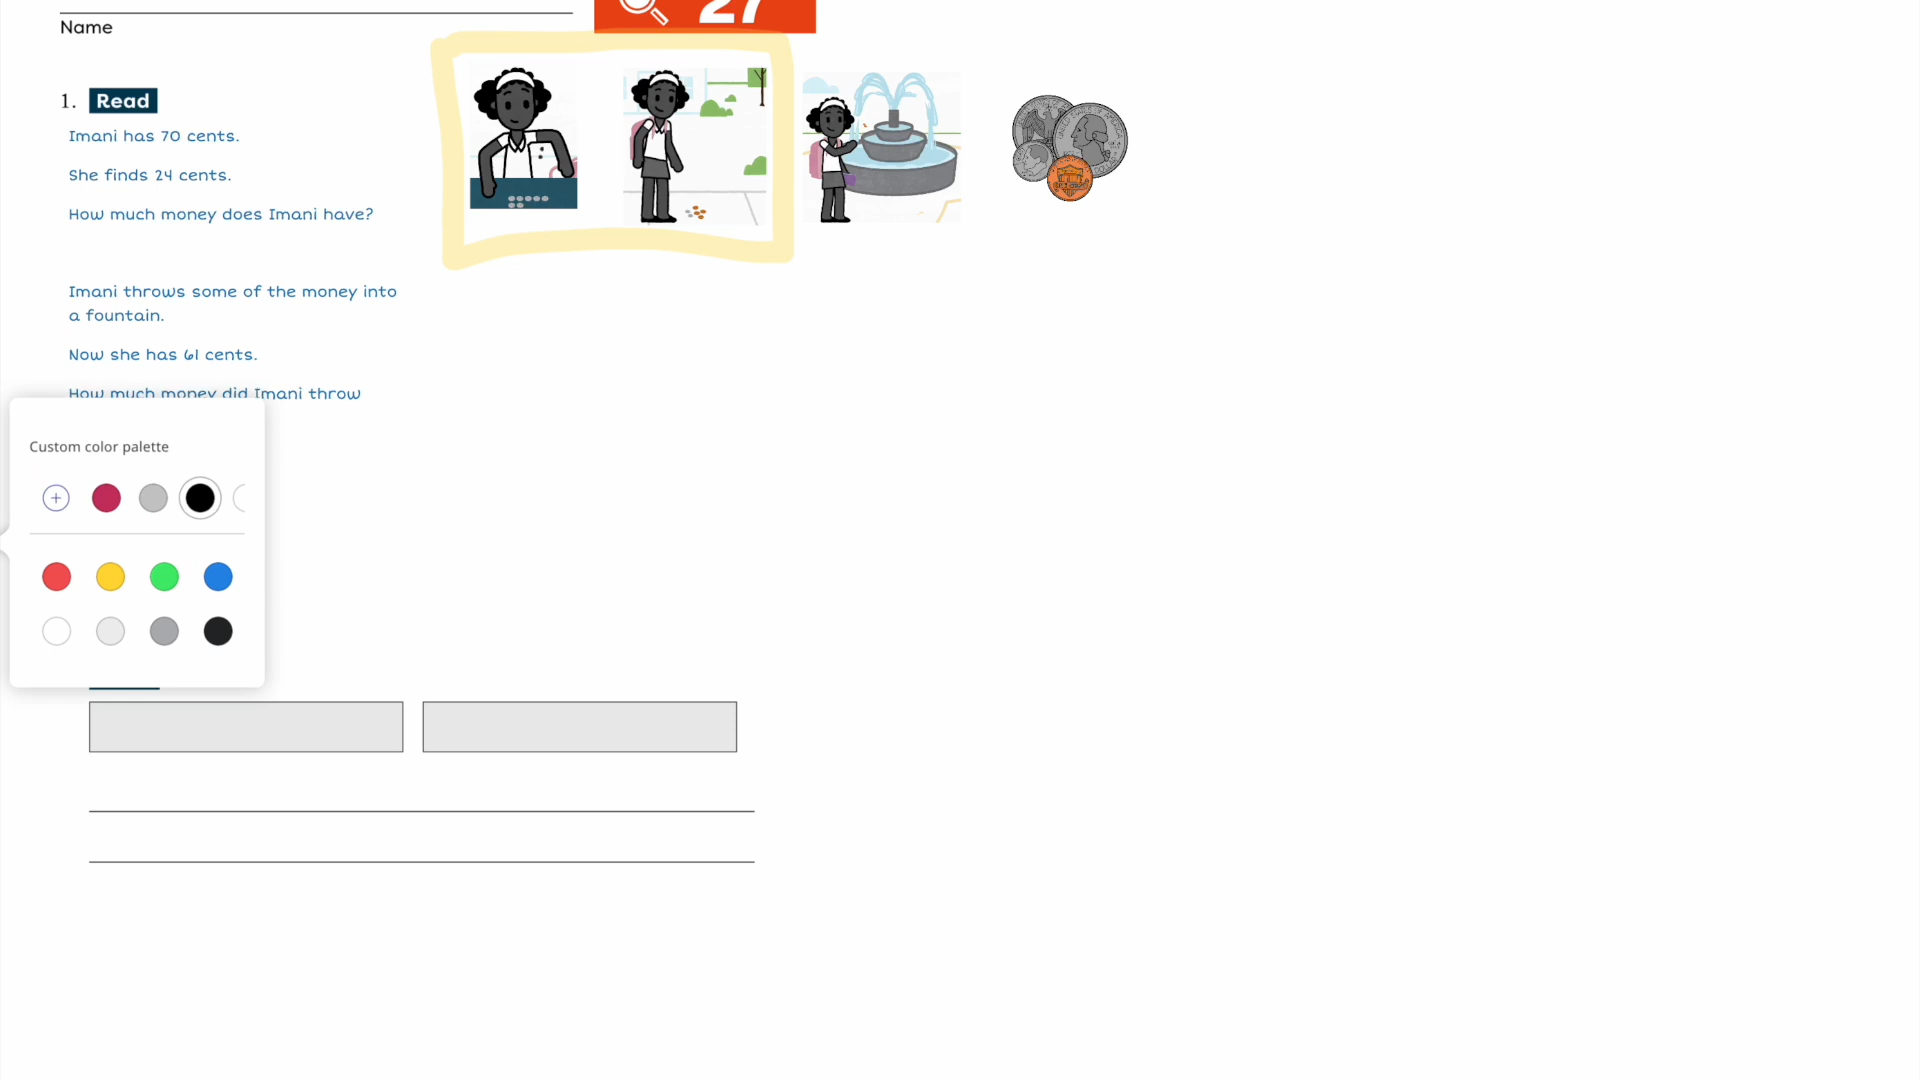 27
Name
1. Read
Imani has 70 cents.
She finds 24 cents.
How much money does Imani have?
Imani throws some of the money into
a fountain.
Now she has 61 cents.
How much money did Imani throw
Custom color palette